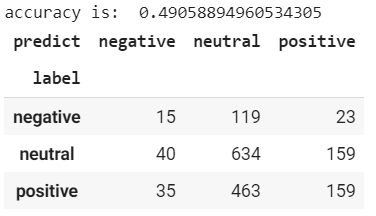 accuracy is: 0.49058894960534305
predict negative neutral positive
label
negative 15 119 23
neutral 40 634 159
positive 35 463 159